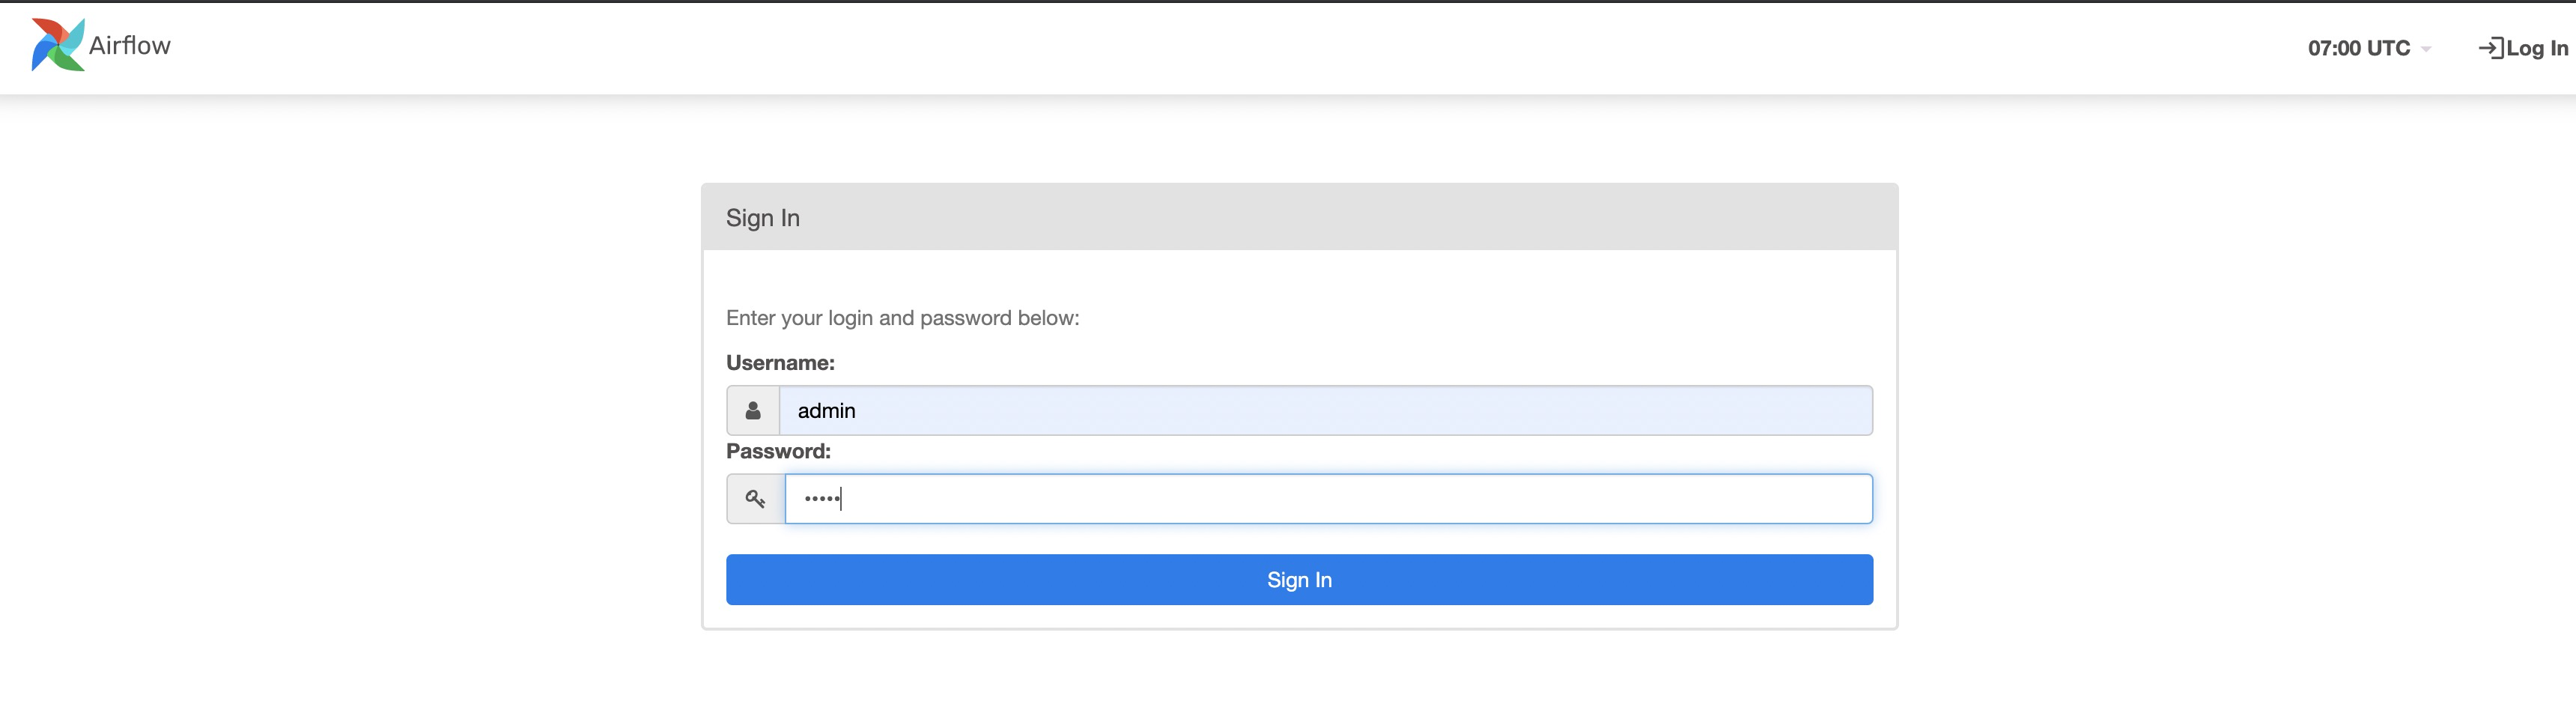 Airflow
07:00 UTC
Log In
Sign In
Enter your login and password below:
Username:
admin
Password:
•••••
Sign In